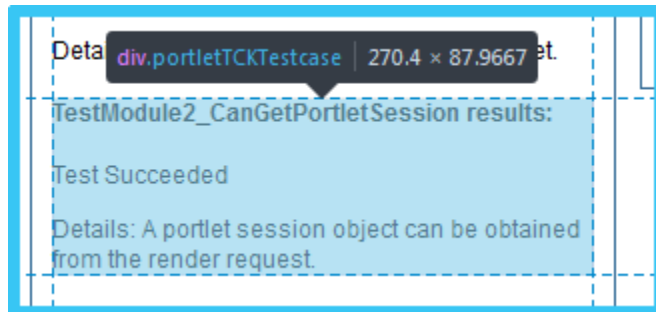 Deta et.
div.portletTCKTestcase 270.4 × 87.9667
TestModule2_CanGetPortletSession results:
Test Succeeded
Details: A portlet session object can be obtained
from the render request.